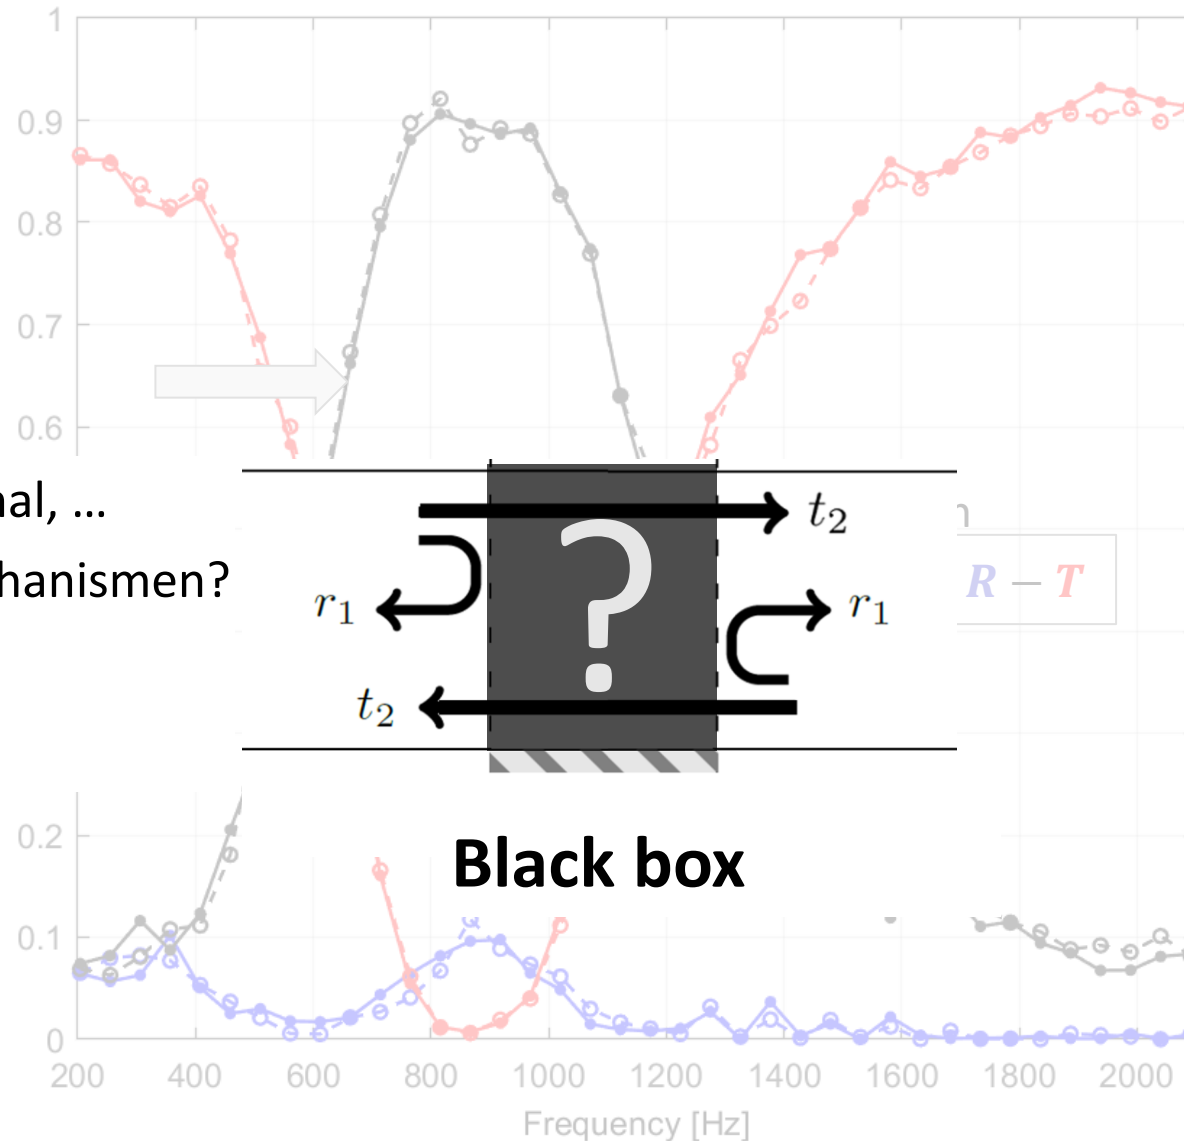 1
0.9
0.8
0.7
0.6
nal, ...
hanismen?
?
t2
r1
r1
t2
n
R − T
Black box
0.2
0.1
0
200 400 600 800 1000 1200 1400 1600 1800 2000
Frequency [Hz]